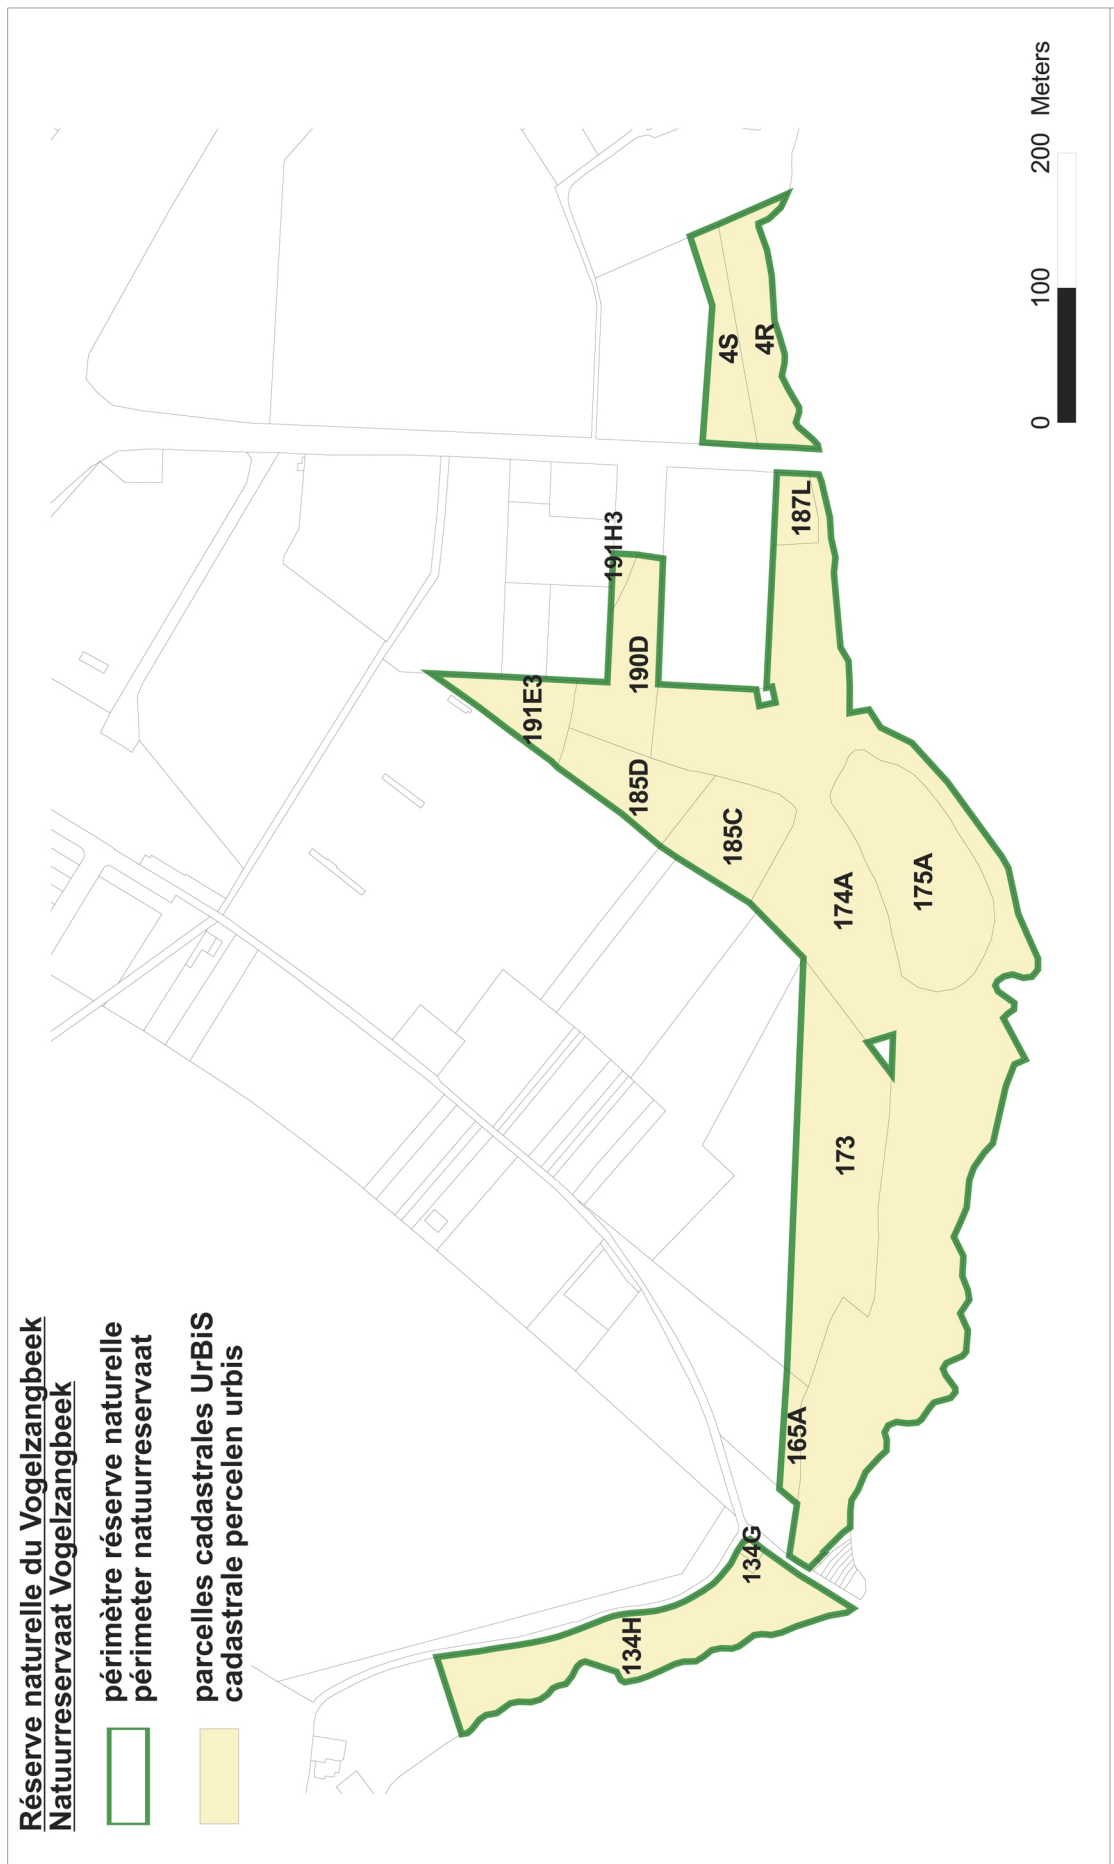 Réserve naturelle du Vogelzangbeek
Natuurreservaat Vogelzangbeek
périmètre réserve naturelle
périmeter natuurreservaat
parcelles cadastrales UrBiS
cadastrale percelen urbis
134H
134G
165A
173
191E3
185D
190D
191H3
185C
174A
175A
187L
4S
4R
0 100 200 Meters